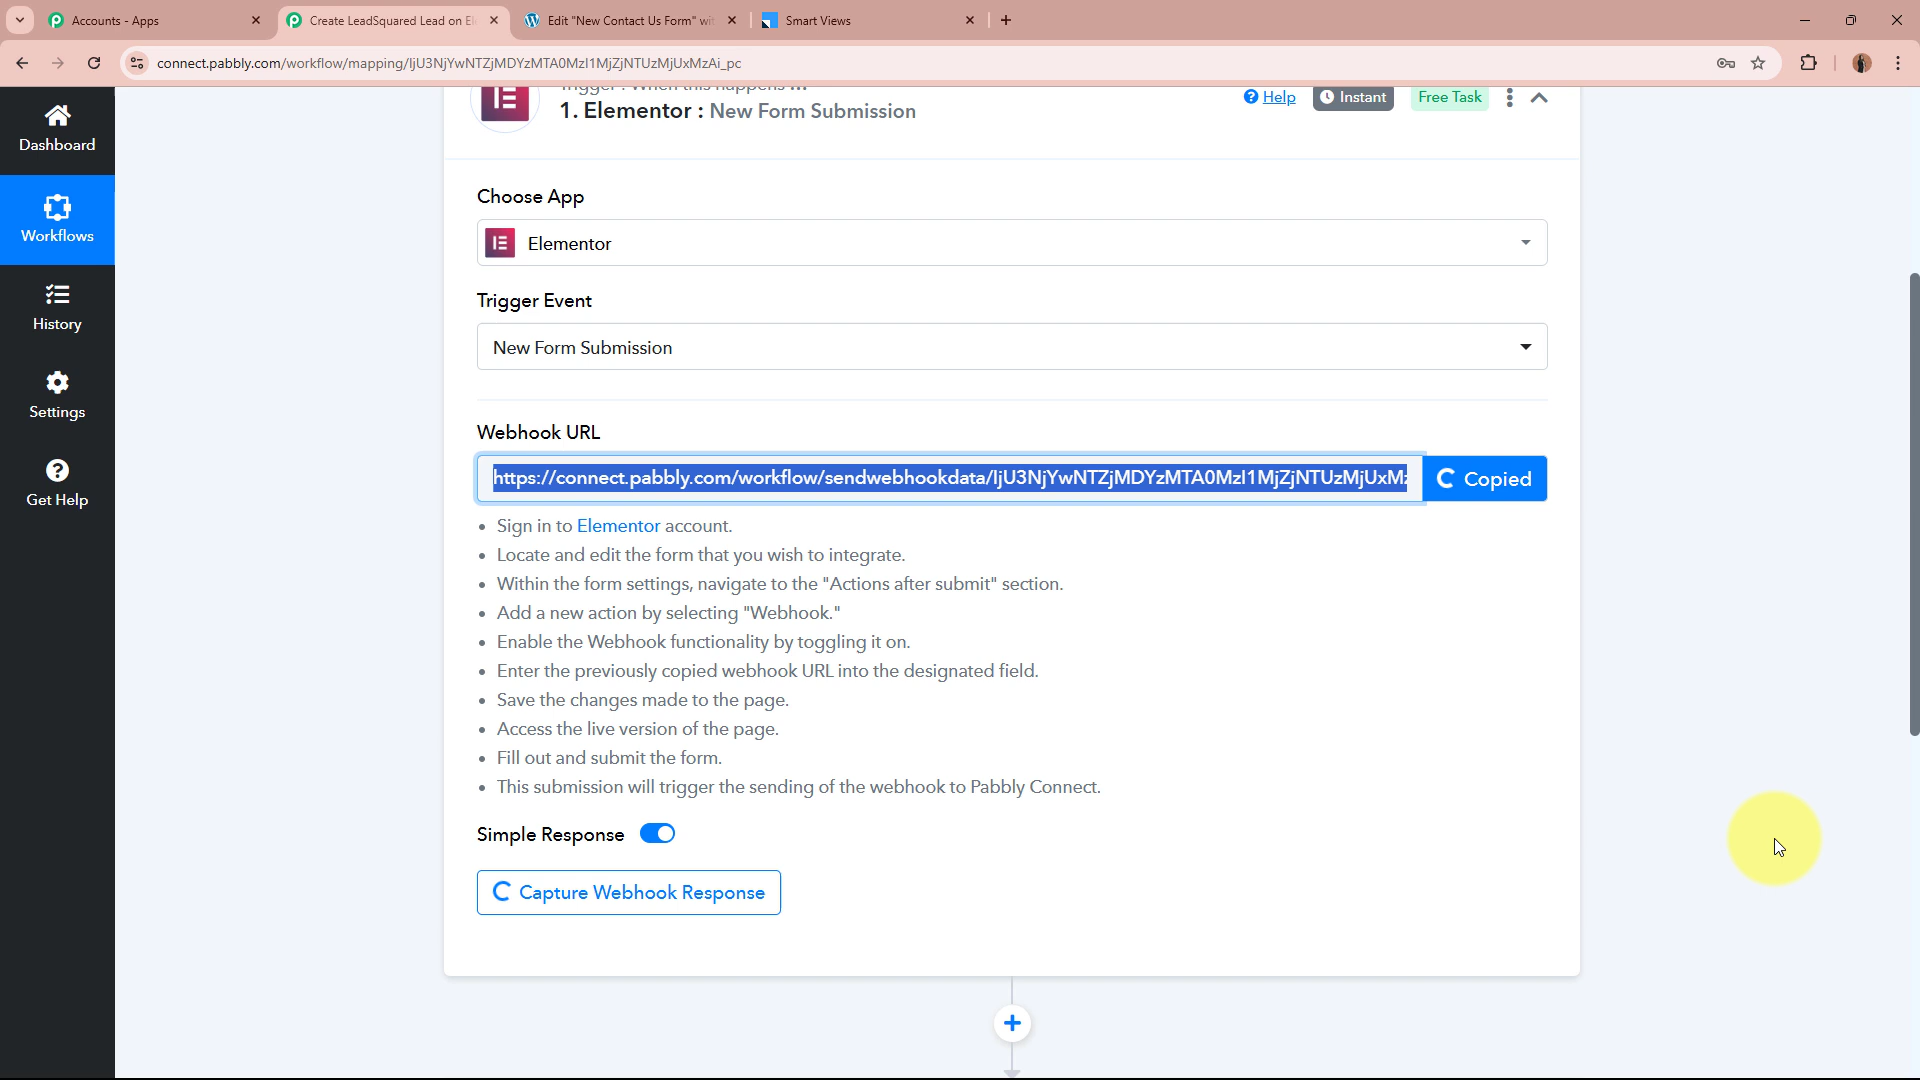 Accounts - Apps
Create LeadSquared Lead on El
Edit "New Contact Us Form" wit
Smart Views
connect.pabbly.com/workflow/mapping/IjU3NjYwNTZjMDYzMTA0MzI1MjZjNTUzMjUxMzAi_pc
Dashboard
Workflows
History
Settings
Get Help
Trigger : When this happens ...
1. Elementor : New Form Submission
Help
Instant
Free Task
Choose App
Elementor
Trigger Event
New Form Submission
Webhook URL
https://connect.pabbly.com/workflow/sendwebhookdata/IjU3NjYwNTZjMDYzMTA0MzI1MjZjNTUzMjUxMz
Copied
• Sign in to Elementor account.
• Locate and edit the form that you wish to integrate.
• Within the form settings, navigate to the "Actions after submit" section.
• Add a new action by selecting "Webhook."
• Enable the Webhook functionality by toggling it on.
• Enter the previously copied webhook URL into the designated field.
• Save the changes made to the page.
• Access the live version of the page.
• Fill out and submit the form.
• This submission will trigger the sending of the webhook to Pabbly Connect.
Simple Response
Capture Webhook Response